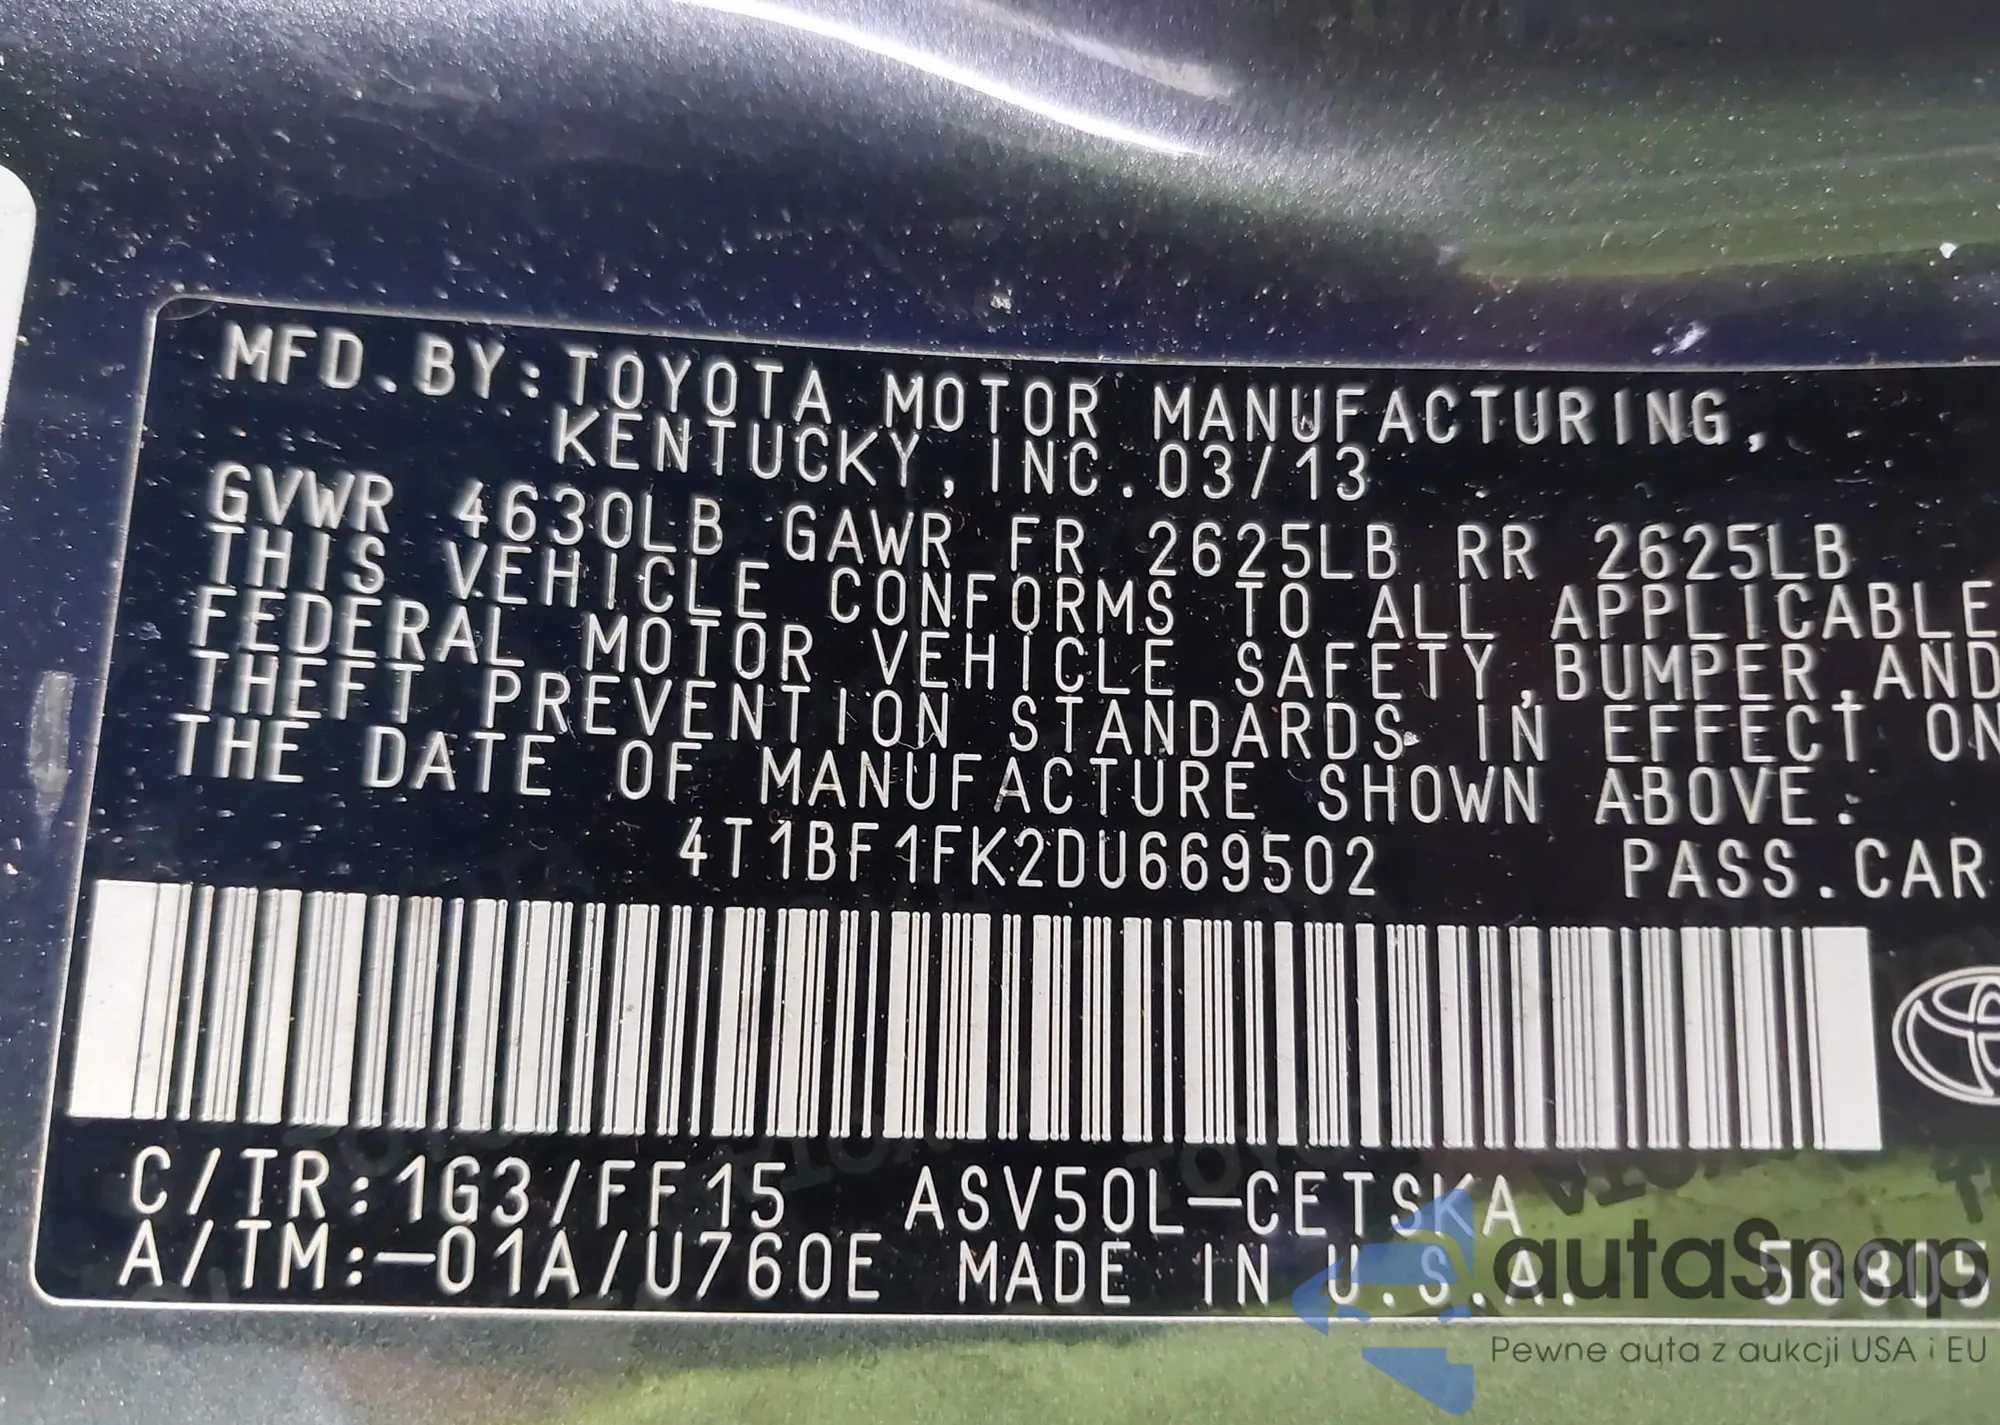 MFD.BY:TOYOTA MOTOR MANUFACTURING,
KENTUCKY, INC.03/13
GVWR 4630LB GAWR FR 2625LB RR 2625LB
THIS VEHICLE CONFORMS TO ALL APPLICABLE
FEDERAL MOTOR VEHICLE SAFETY,BUMPER,AND
THEFT PREVENTION STANDARDS IN EFFECT ON
THE DATE OF MANUFACTURE SHOWN ABOVE.
4T1BF1FK2DU669502 PASS.CAR
C/TR:1G3/FF15 ASV50L-CETSKA
A/TM:-01A/U760E MADE IN U.S.A. 58805
autaSnap
Pewne auta z aukcji USA i EU